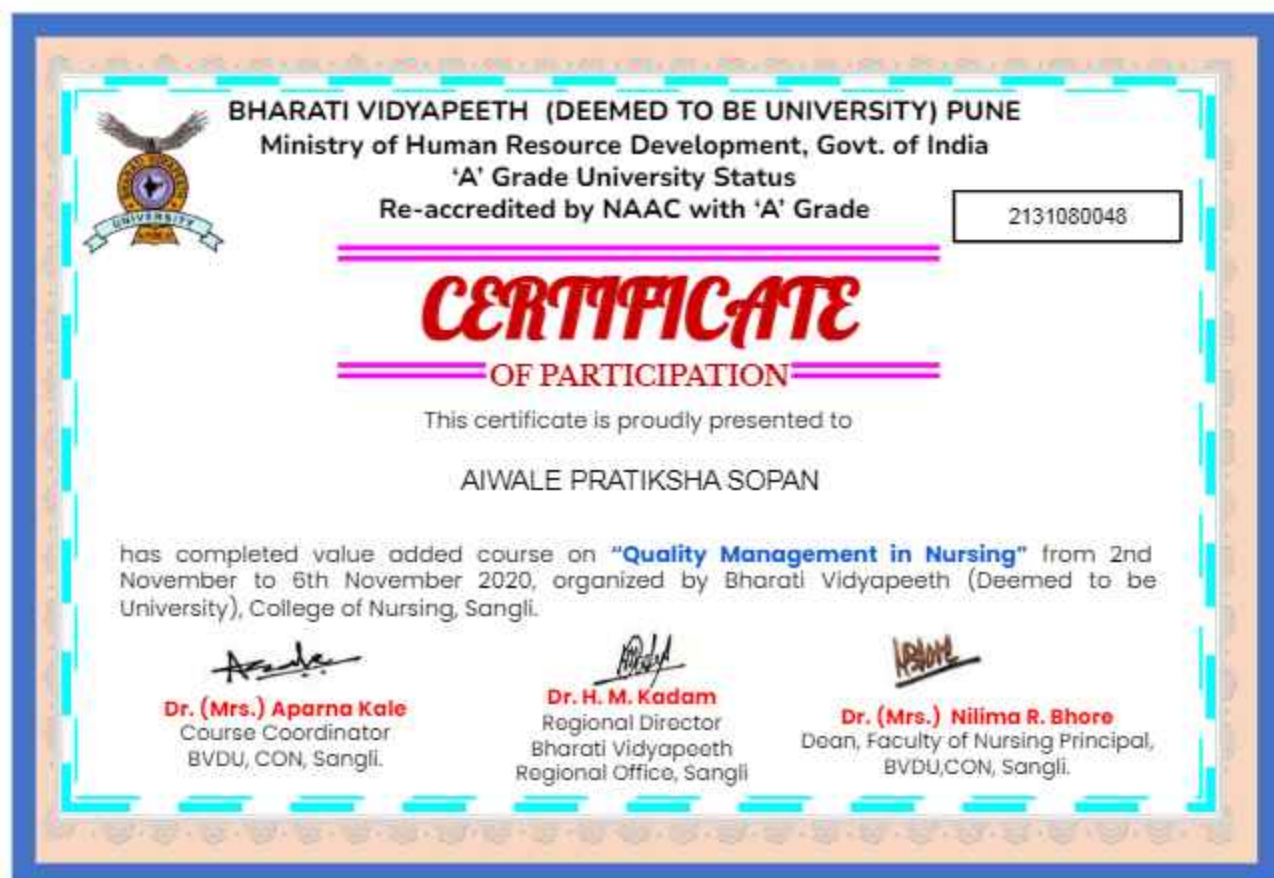 BHARATI VIDYAPEETH (DEEMED TO BE UNIVERSITY) PUNE
Ministry of Human Resource Development, Govt. of India
‘A’ Grade University Status
Re-accredited by NAAC with ‘A’ Grade
BHARATI VIDYAPEETH
UNIVERSITY
2131080048
CERTIFICATE
OF PARTICIPATION
This certificate is proudly presented to
AIWALE PRATIKSHA SOPAN
has completed value added course on "Quality Management in Nursing" from 2nd
November to 6th November 2020, organized by Bharati Vidyapeeth (Deemed to be
University), College of Nursing, Sangli.
Dr. (Mrs.) Aparna Kale
Course Coordinator
BVDU, CON, Sangli.
Dr. H. M. Kadam
Regional Director
Bharati Vidyapeeth
Regional Office, Sangli
Dr. (Mrs.) Nilima R. Bhore
Dean, Faculty of Nursing Principal,
BVDU,CON, Sangli.